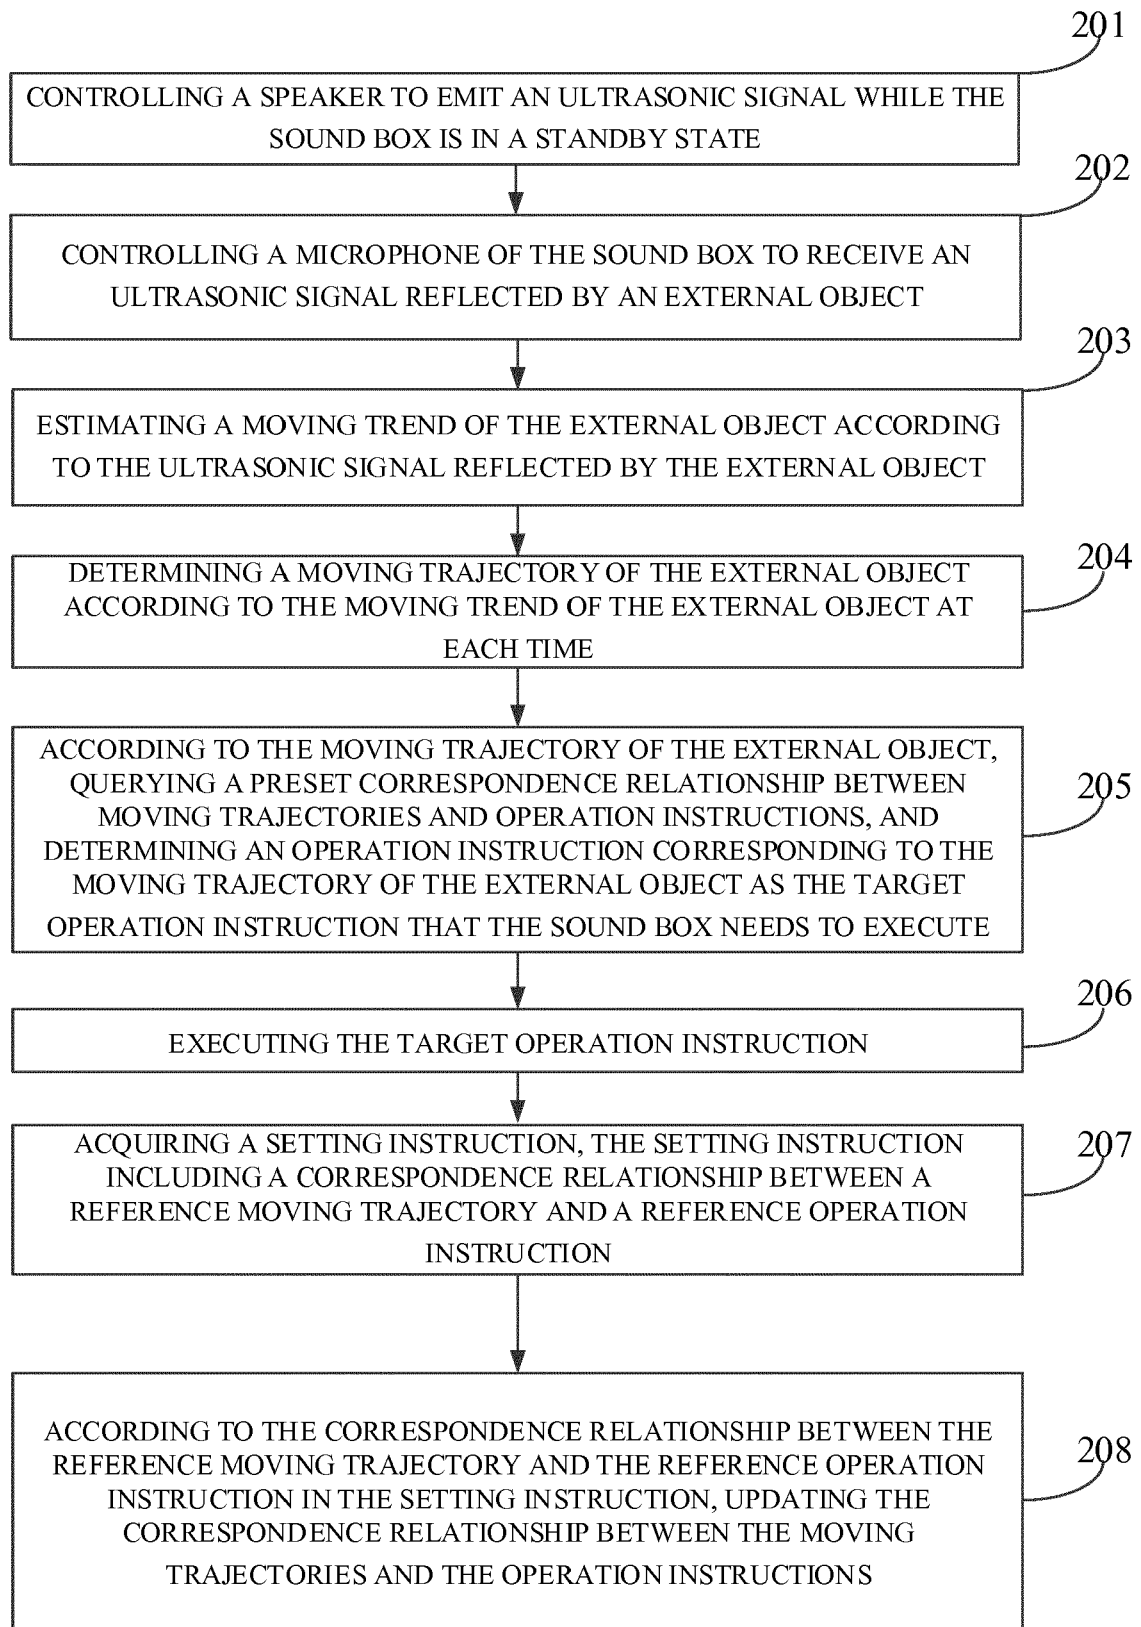 201
CONTROLLING A SPEAKER TO EMIT AN ULTRASONIC SIGNAL WHILE THE
SOUND BOX IS IN A STANDBY STATE
202
CONTROLLING A MICROPHONE OF THE SOUND BOX TO RECEIVE AN
ULTRASONIC SIGNAL REFLECTED BY AN EXTERNAL OBJECT
203
ESTIMATING A MOVING TREND OF THE EXTERNAL OBJECT ACCORDING
TO THE ULTRASONIC SIGNAL REFLECTED BY THE EXTERNAL OBJECT
204
DETERMINING A MOVING TRAJECTORY OF THE EXTERNAL OBJECT
ACCORDING TO THE MOVING TREND OF THE EXTERNAL OBJECT AT
EACH TIME
205
ACCORDING TO THE MOVING TRAJECTORY OF THE EXTERNAL OBJECT,
QUERYING A PRESET CORRESPONDENCE RELATIONSHIP BETWEEN
MOVING TRAJECTORIES AND OPERATION INSTRUCTIONS, AND
DETERMINING AN OPERATION INSTRUCTION CORRESPONDING TO THE
MOVING TRAJECTORY OF THE EXTERNAL OBJECT AS THE TARGET
OPERATION INSTRUCTION THAT THE SOUND BOX NEEDS TO EXECUTE
206
EXECUTING THE TARGET OPERATION INSTRUCTION
207
ACQUIRING A SETTING INSTRUCTION, THE SETTING INSTRUCTION
INCLUDING A CORRESPONDENCE RELATIONSHIP BETWEEN A
REFERENCE MOVING TRAJECTORY AND A REFERENCE OPERATION
INSTRUCTION
208
ACCORDING TO THE CORRESPONDENCE RELATIONSHIP BETWEEN THE
REFERENCE MOVING TRAJECTORY AND THE REFERENCE OPERATION
INSTRUCTION IN THE SETTING INSTRUCTION, UPDATING THE
CORRESPONDENCE RELATIONSHIP BETWEEN THE MOVING
TRAJECTORIES AND THE OPERATION INSTRUCTIONS